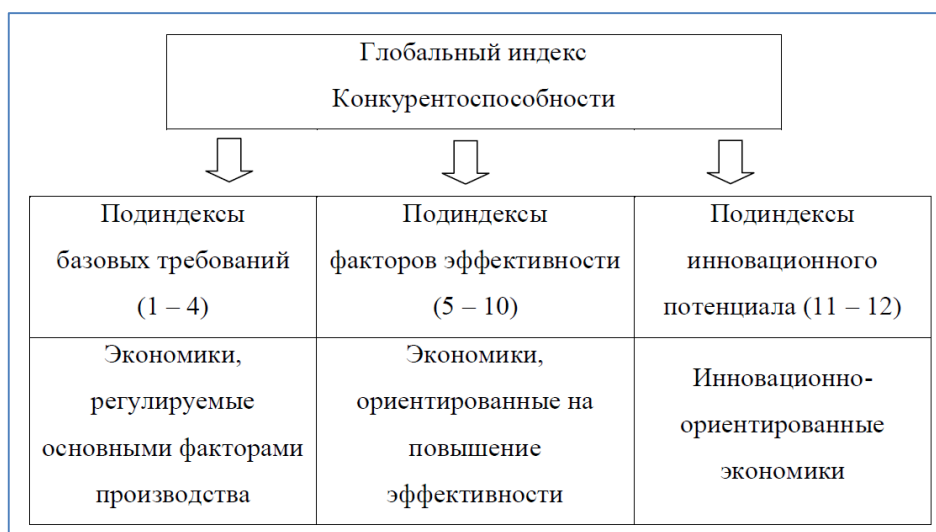 Глобальный индекс
Конкурентоспособности
Подиндексы
базовых требований
(1 – 4)
Подиндексы
факторов эффективности
(5 – 10)
Подиндексы
инновационного
потенциала (11 – 12)
Экономики,
регулируемые
основными факторами
производства
Экономики,
ориентированные на
повышение
эффективности
Инновационно-
ориентированные
экономики